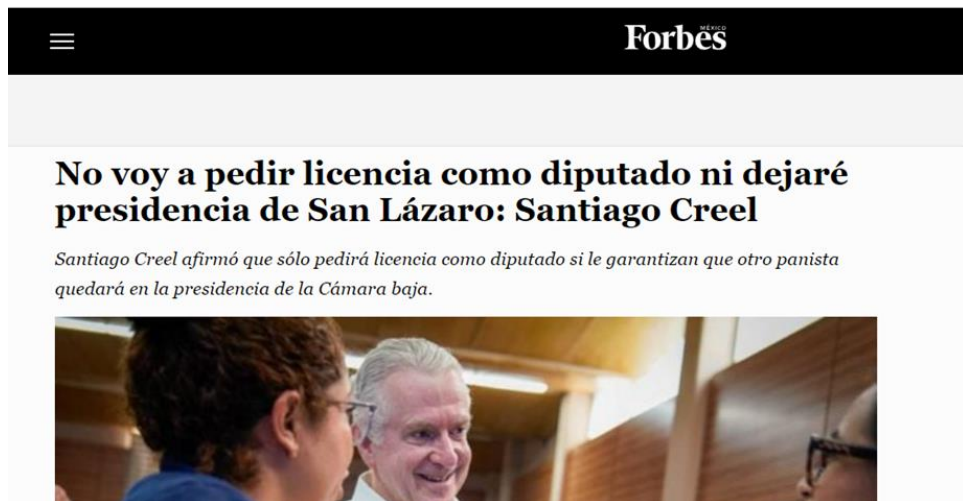 Forbes
MÉXICO
No voy a pedir licencia como diputado ni dejaré
presidencia de San Lázaro: Santiago Creel
Santiago Creel afirmó que sólo pedirá licencia como diputado si le garantizan que otro panista
quedará en la presidencia de la Cámara baja.